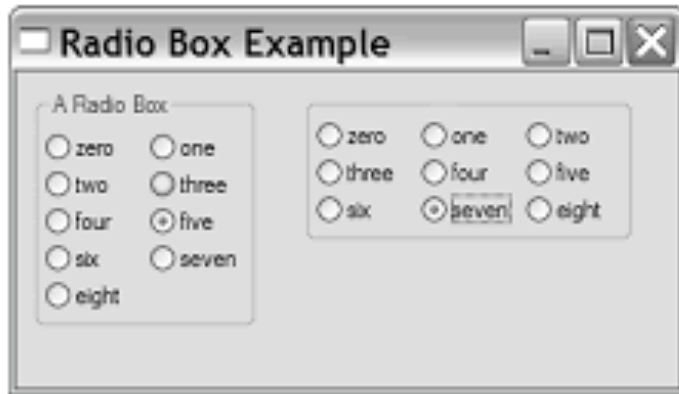 Radio Box Example
A Radio Box
zero one
two three
four five
six seven
eight
zero one two
three four five
six seven eight